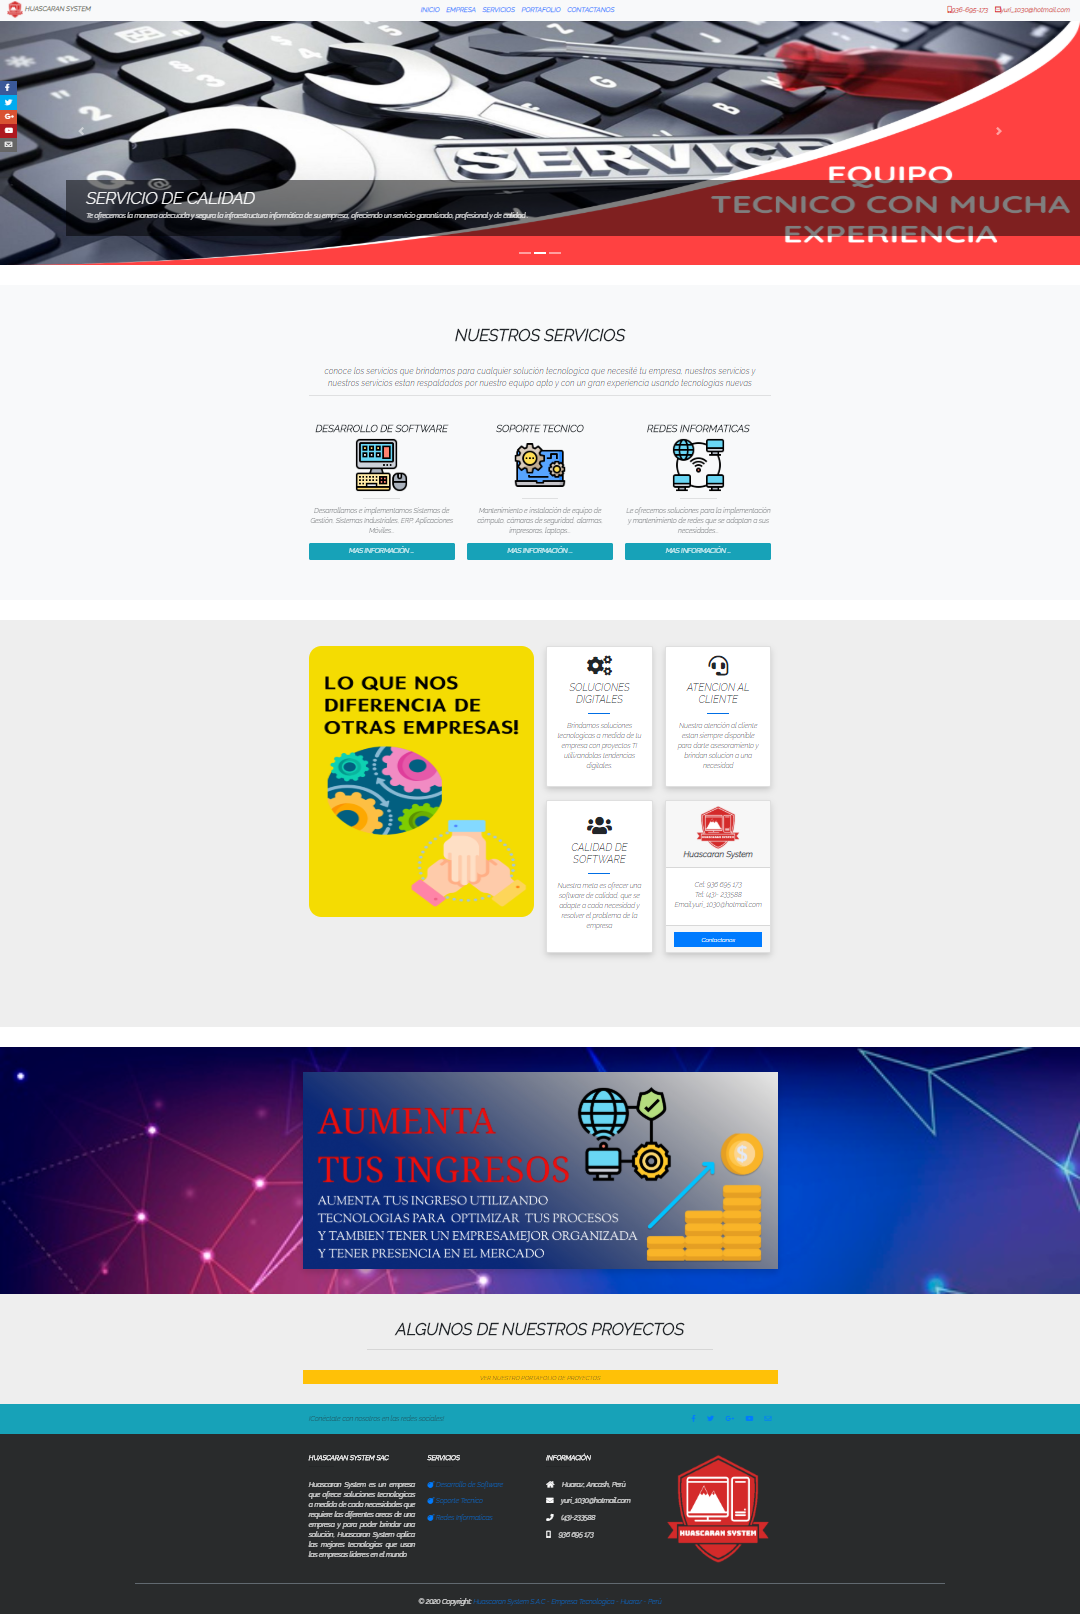 HUASCARAN SYSTEM
INICIO EMPRESA SERVICIOS PORTAFOLIO CONTACTANOS
936-695-173 yuri_1030@hotmail.com
SERVICE
EQUIPO
TECNICO CON MUCHA
EXPERIENCIA
SERVICIO DE CALIDAD
Te ofrecemos la manera adecuada y segura la infraestructura informática de su empresa, ofreciendo un servicio garantizado, profesional y de calidad.
NUESTROS SERVICIOS
conoce los servicios que brindamos para cualquier solución tecnologica que necesité tu empresa. nuestros servicios y
nuestros servicios estan respaldados por nuestro equipo apto y con un gran experiencia usando tecnologías nuevas
DESARROLLO DE SOFTWARE
Desarrollamos e implementamos Sistemas de
Gestión, Sistemas Industriales, ERP, Aplicaciones
Móviles...
MAS INFORMACIÓN ...
SOPORTE TECNICO
Mantenimiento e instalación de equipo de
cómputo, cámaras de seguridad, alarmas
impresoras, laptops...
MAS INFORMACIÓN ...
REDES INFORMATICAS
Le ofrecemos soluciones para la implementación
y mantenimiento de redes que se adaptan a sus
necesidades...
MAS INFORMACIÓN ...
LO QUE NOS
DIFERENCIA DE
OTRAS EMPRESAS!
SOLUCIONES
DIGITALES
Brindamos soluciones
tecnologicas a medida de tu
empresa con proyectos TI
utilizandolas tendencias
digitales
ATENCION AL
CLIENTE
Nuestra atención al cliente
estan siempre disponible
para darte asesoramiento y
brindan solucion a una
necesidad
CALIDAD DE
SOFTWARE
Nuestra meta es ofrecer una
software de calidad, que se
adapte a cada necesidad y
resolver el problema de la
empresa
HUASCARAN SYSTEM
Huascaran System
Cel. 936 695 173
Tel: (43)- 233588
Email:yuri_1030@hotmail.com
Contactanos
AUMENTA
TUS INGRESOS
AUMENTA TUS INGRESO UTILIZANDO
TECNOLOGIAS PARA OPTIMIZAR TUS PROCESOS
Y TAMBIEN TENER UN EMPRESAMEJOR ORGANIZADA
Y TENER PRESENCIA EN EL MERCADO
ALGUNOS DE NUESTROS PROYECTOS
VER NUESTRO PORTAFOLIO DE PROYECTOS
¡Conectate con nosotros en las redes sociales!
HUASCARAN SYSTEM SAC
Huascaran System es un empresa
que ofrece soluciones tecnologicas
a medida de cada necesidades que
requiere las diferentes areas de una
empresa y para poder brindar una
solución, Huascaran System aplica
las mejores tecnologias que usan
las empresas lideres en el mundo
SERVICIOS
Desarrollo de Software
Soporte Tecnico
Redes Informaticas
INFORMACIÓN
Huaraz, Ancash, Perú
yuri_1030@hotmail.com
(43)-233588
936 695 173
HUASCARAN SYSTEM
© 2020 Copyright: Huascaran System S.A.C - Empresa Tecnologica - Huaraz - Perú